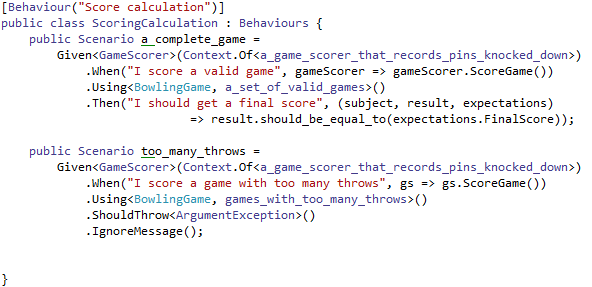 [Behaviour("Score calculation")]
public class ScoringCalculation : Behaviours {
public Scenario a_complete_game =
Given<GameScorer>(Context.Of<a_game_scorer_that_records_pins_knocked_down>)
.When("I score a valid game", gameScorer => gameScorer.ScoreGame())
.Using<BowlingGame, a_set_of_valid_games>()
.Then("I should get a final score", (subject, result, expectations)
=> result.should_be_equal_to(expectations.FinalScore));
public Scenario too_many_throws =
Given<GameScorer>(Context.Of<a_game_scorer_that_records_pins_knocked_down>)
.When("I score a game with too many throws", gs => gs.ScoreGame())
.Using<BowlingGame, games_with_too_many_throws>()
.ShouldThrow<ArgumentException>()
.IgnoreMessage();
}